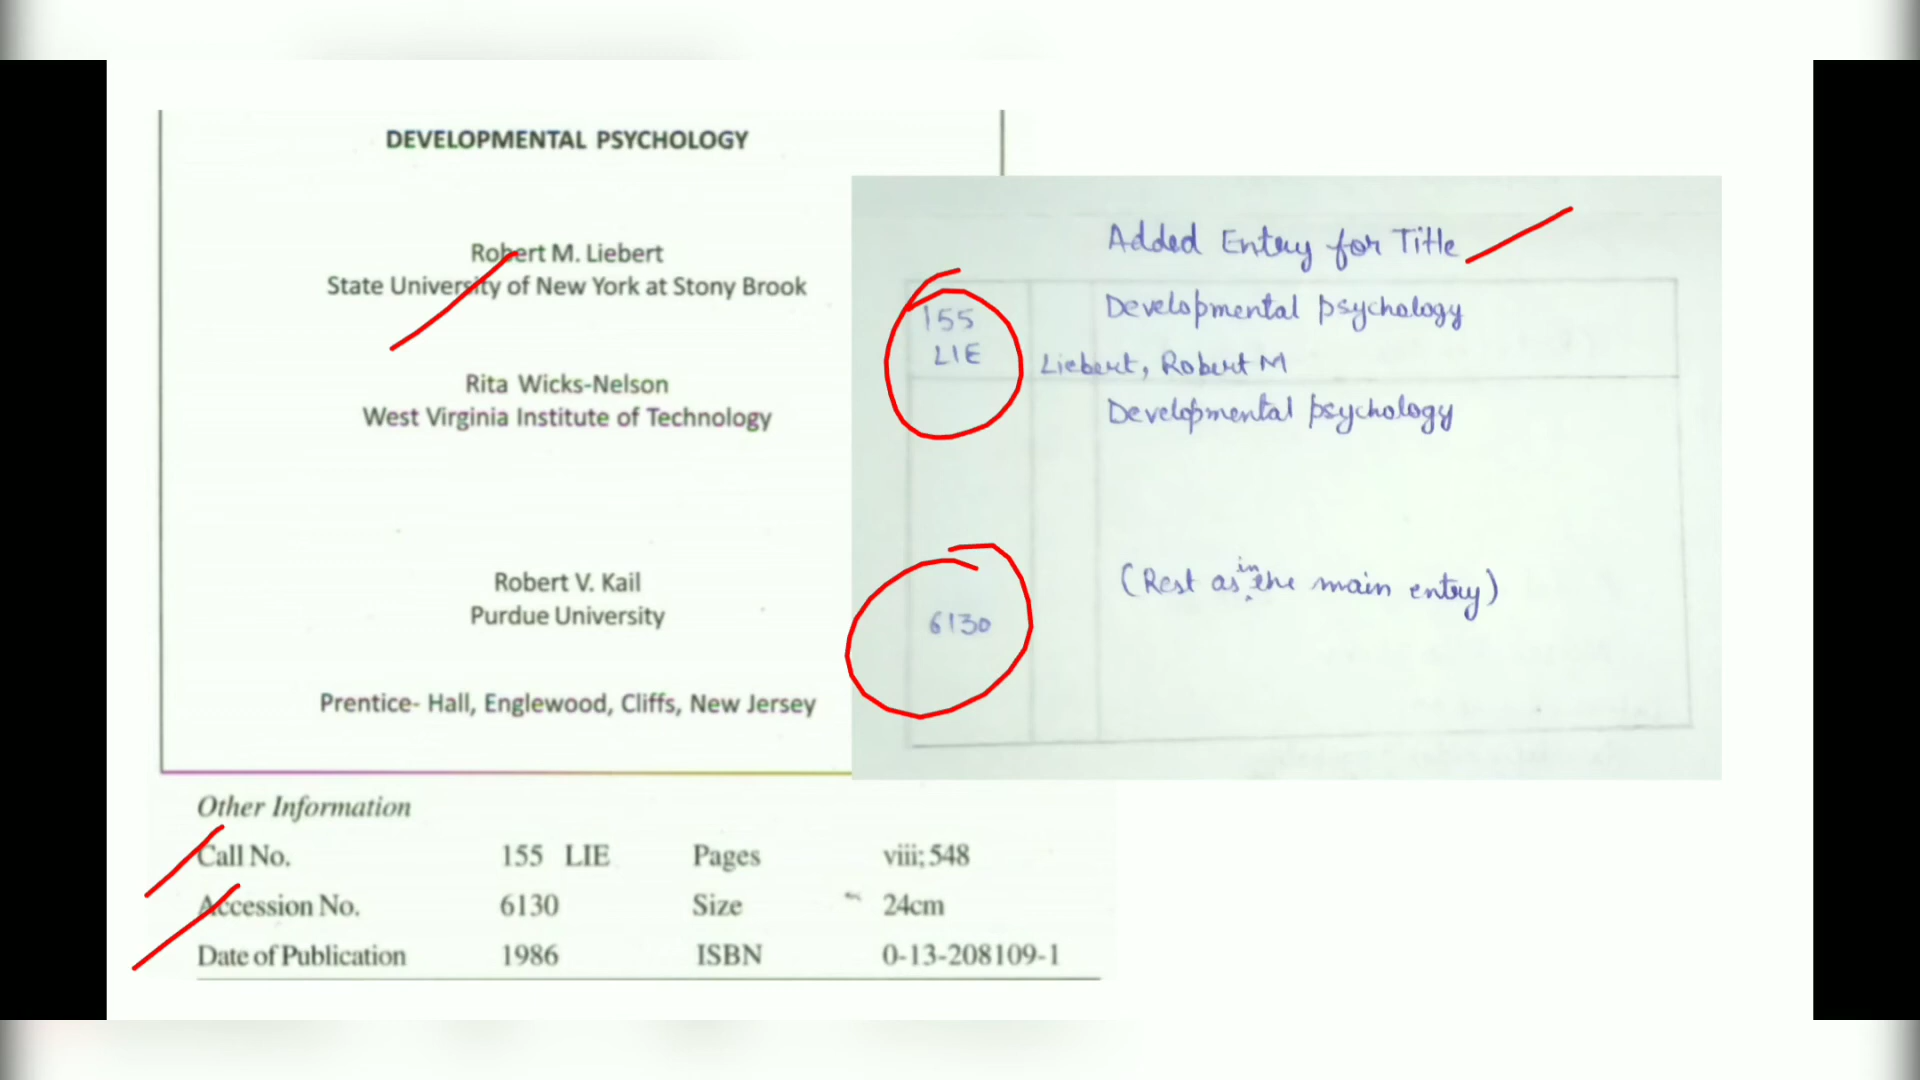 DEVELOPMENTAL PSYCHOLOGY
Robert M. Liebert
State University of New York at Stony Brook
Rita Wicks-Nelson
West Virginia Institute of Technology
Robert V. Kail
Purdue University
Prentice- Hall, Englewood, Cliffs, New Jersey
Other Information
Call No. 155 LIE Pages viii; 548
Accession No. 6130 Size 24cm
Date of Publication 1986 ISBN 0-13-208109-1
Added Entry for Title
155 Developmental psychology
LIE Liebert, Robert M
Developmental psychology
(Rest as in the main entry)
6130